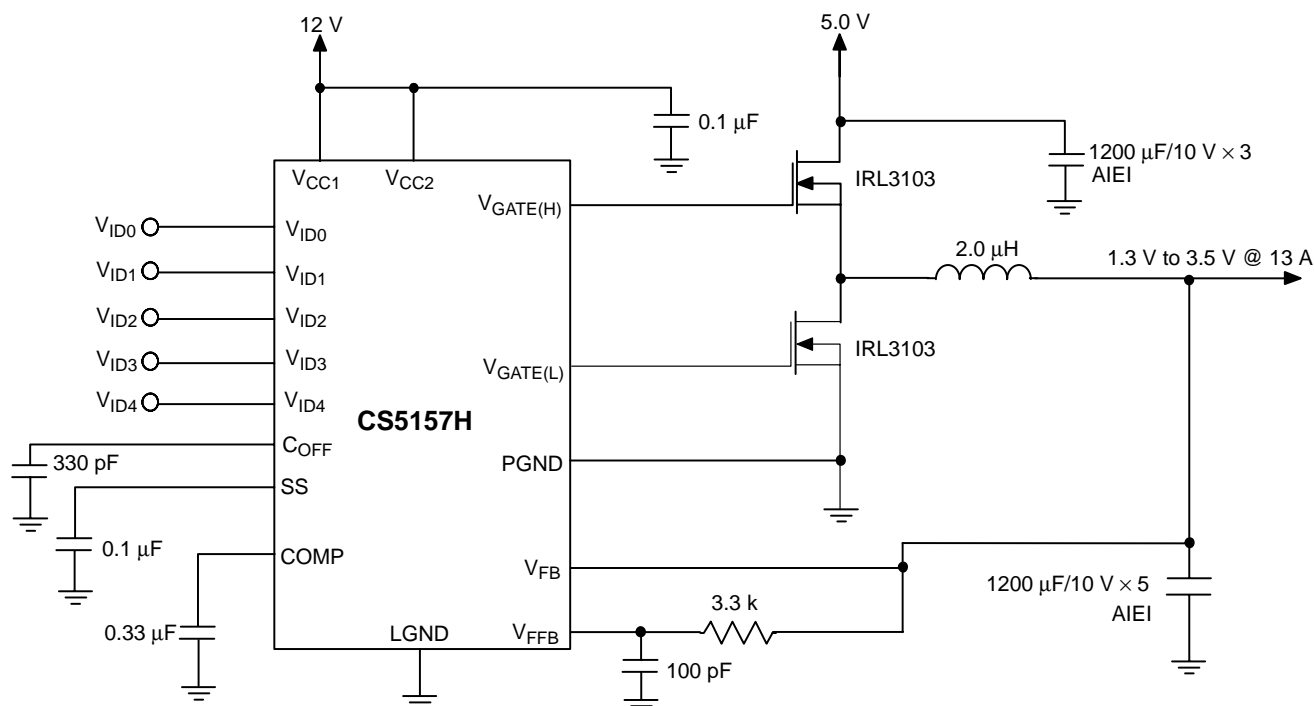 12 V
5.0 V
0.1 μF
1200 μF/10 V × 3
AIEI
VCC1
VCC2
IRL3103
VGATE(H)
VID0
VID0
2.0 μH
1.3 V to 3.5 V @ 13 A
VID1
VID1
VID2
VID2
IRL3103
VID3
VID3
VGATE(L)
VID4
VID4
CS5157H
COFF
330 pF
PGND
SS
0.1 μF
COMP
VFB
1200 μF/10 V × 5
AIEI
3.3 k
0.33 μF
LGND
VFFB
100 pF